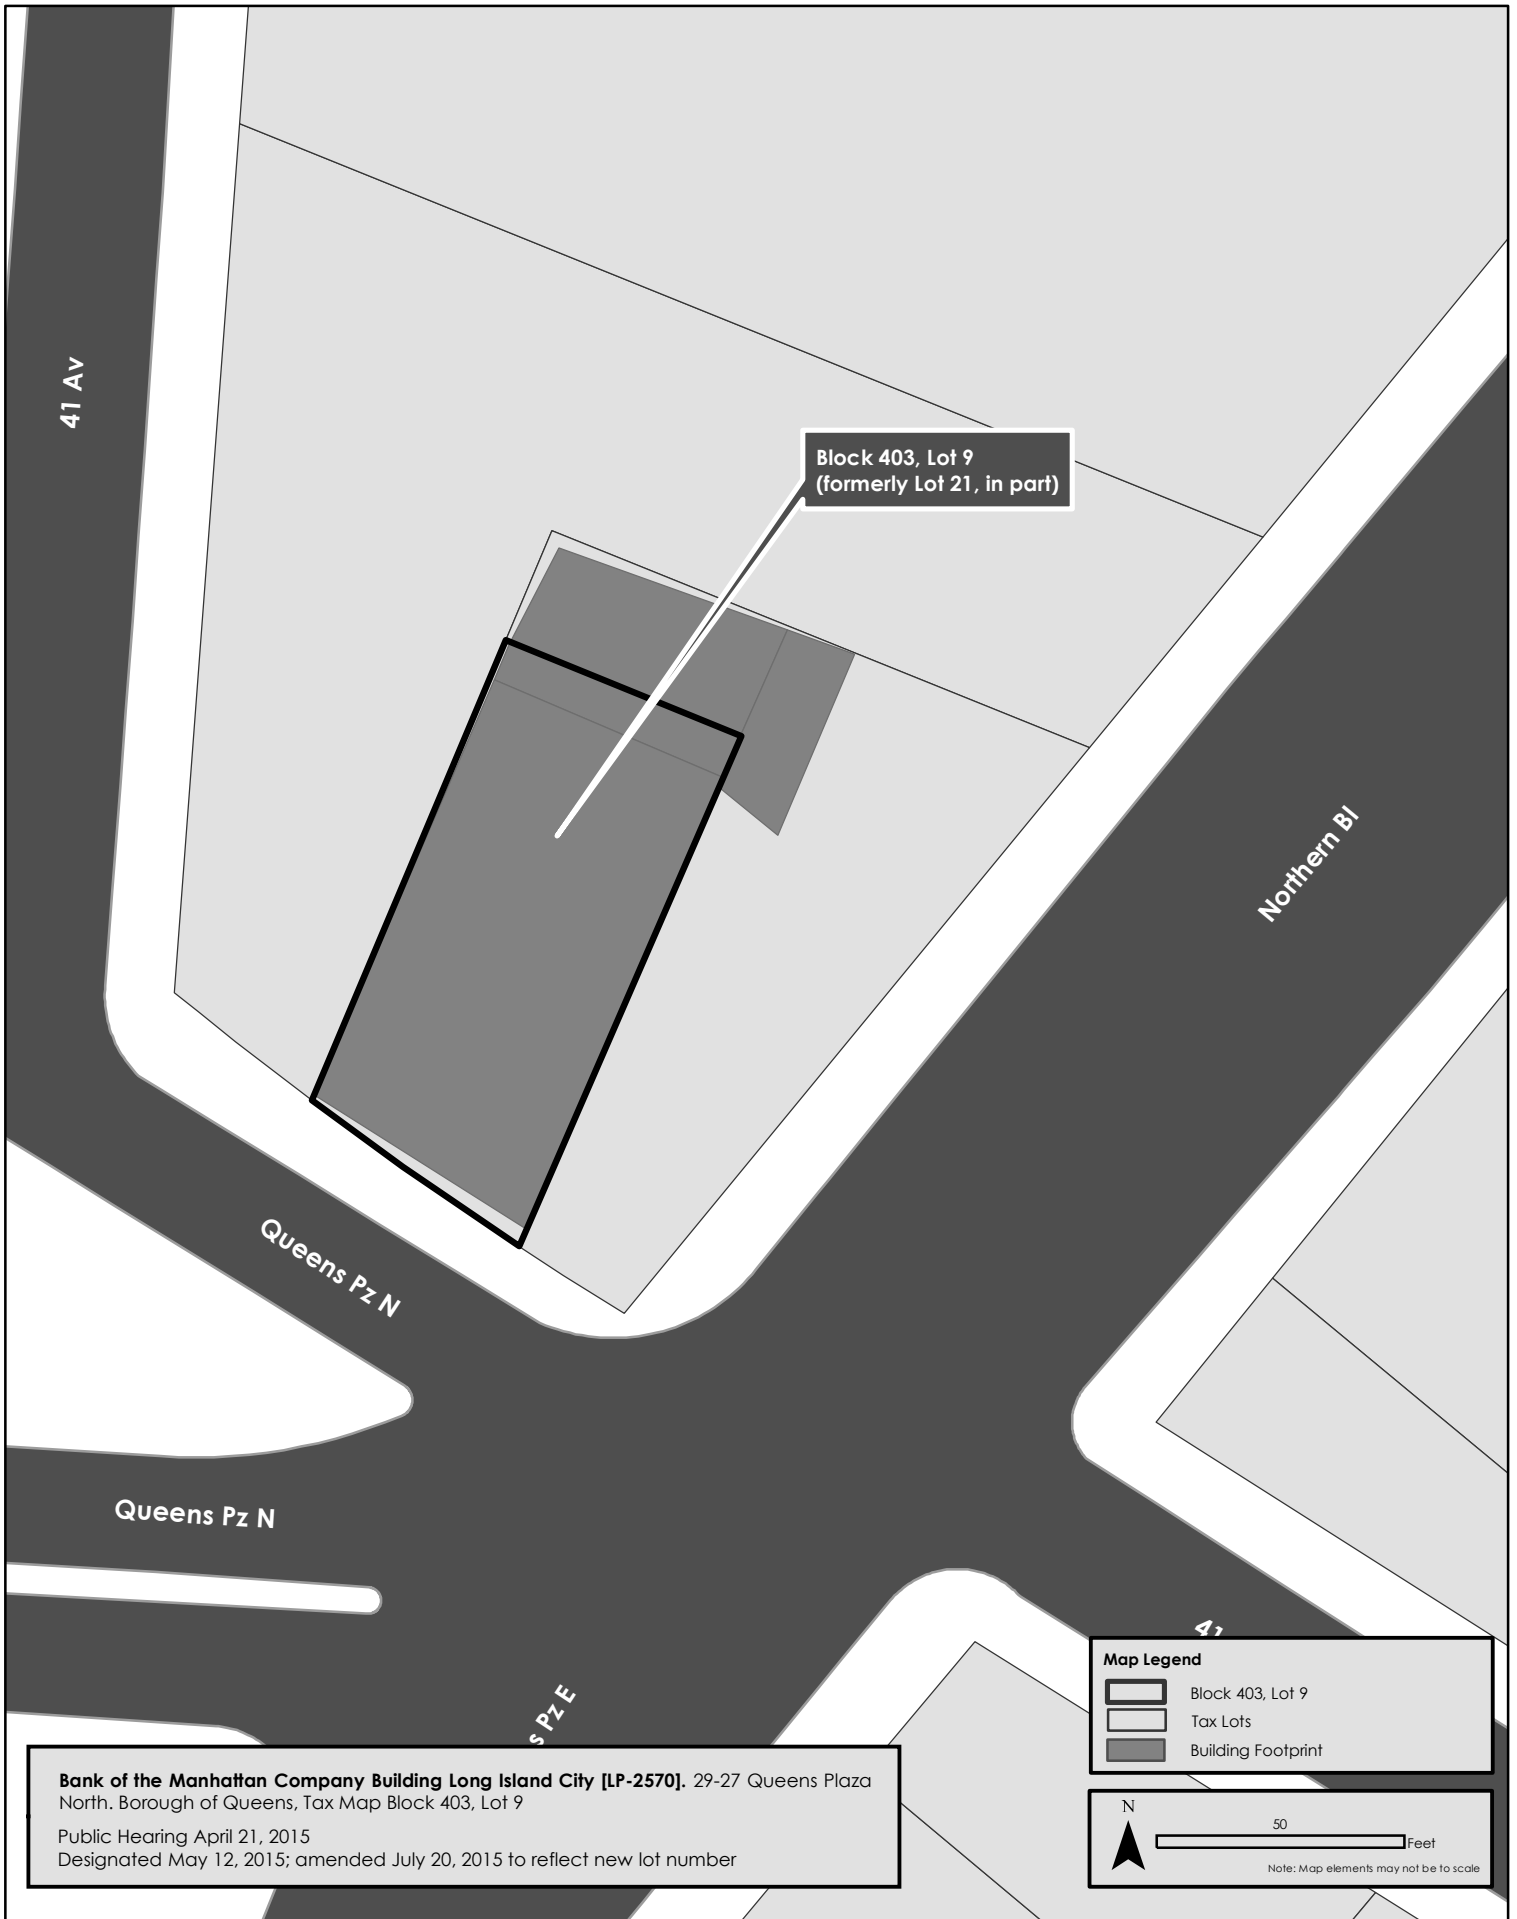 41 Av
Block 403, Lot 9
(formerly Lot 21, in part)
Northern Bl
Queens Pz N
Queens Pz N
s Pz E
41
Map Legend
Block 403, Lot 9
Tax Lots
Building Footprint
Bank of the Manhattan Company Building Long Island City [LP-2570]. 29-27 Queens Plaza
North. Borough of Queens, Tax Map Block 403, Lot 9
Public Hearing April 21, 2015
Designated May 12, 2015; amended July 20, 2015 to reflect new lot number
N
50
Feet
Note: Map elements may not be to scale